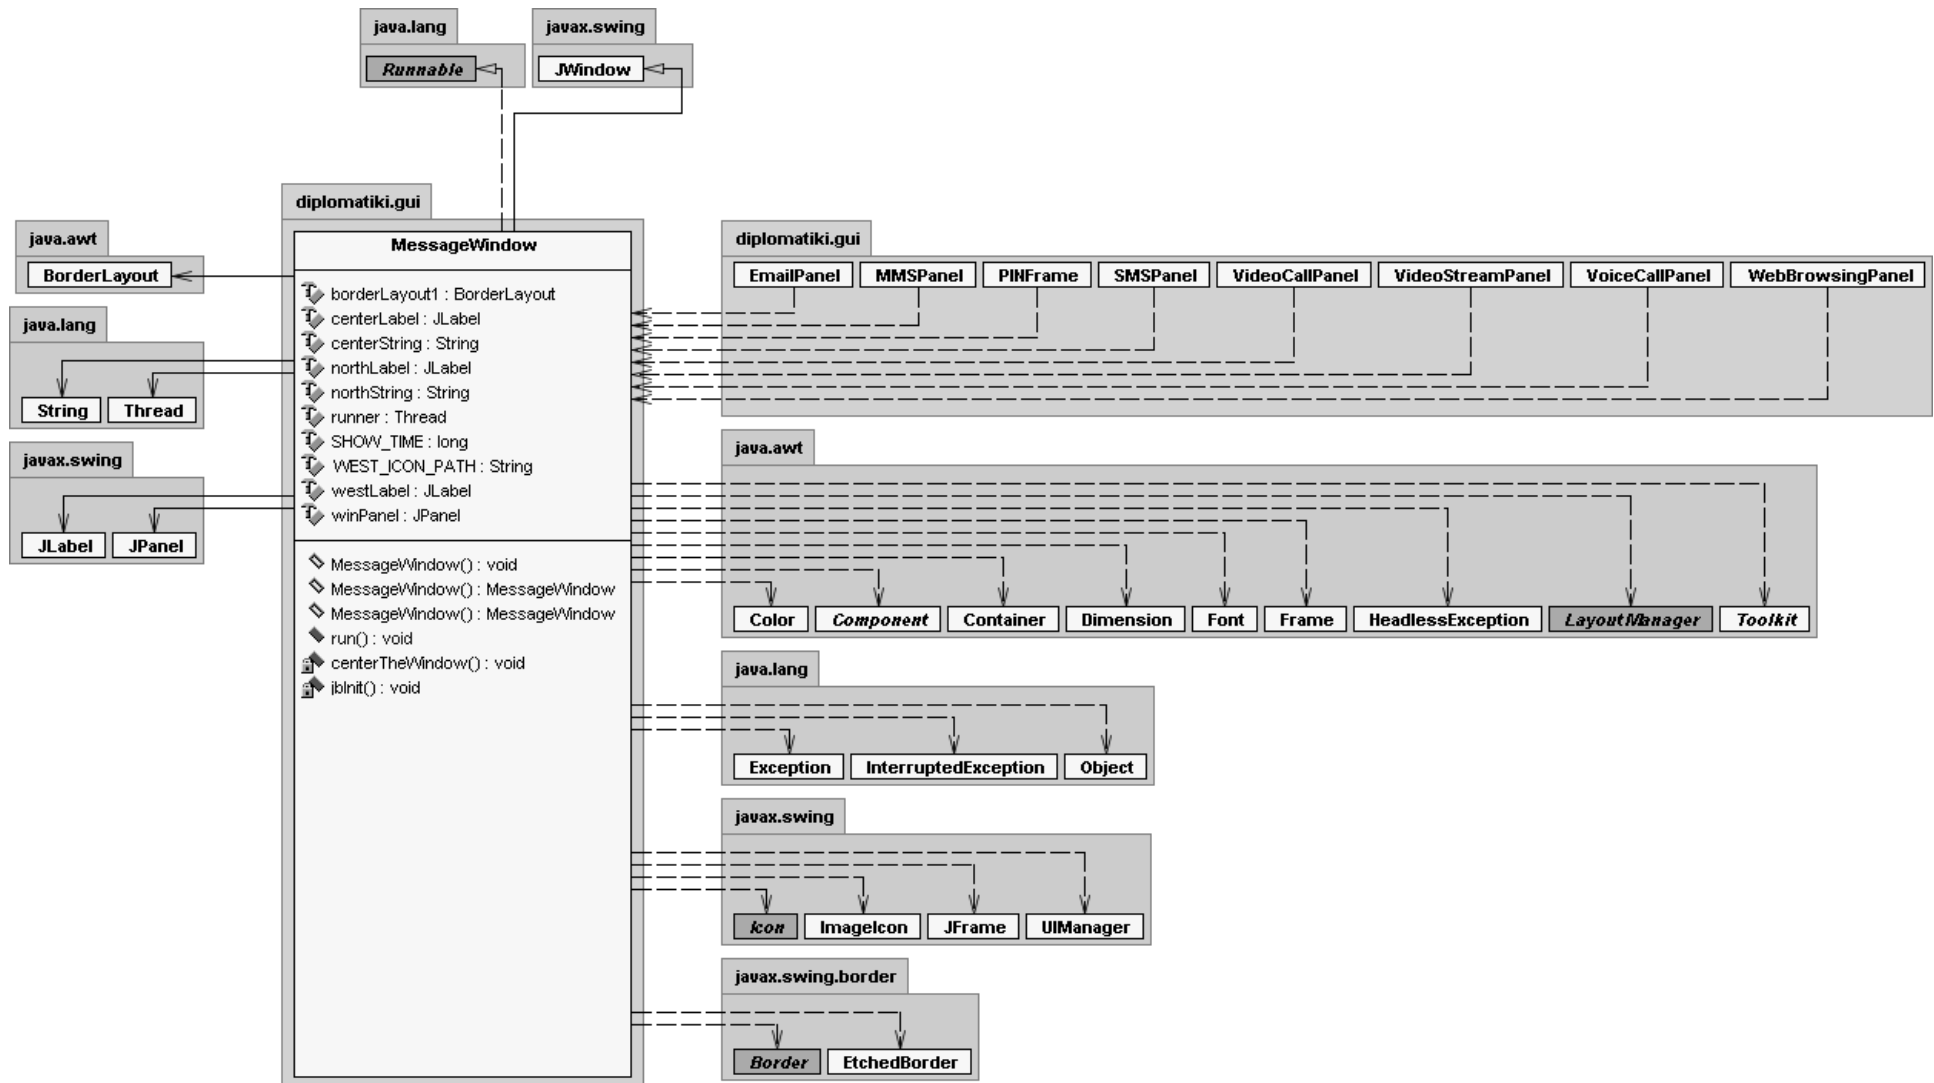 java.lang
Runnable
javax.swing
JWindow
diplomatiki.gui
MessageWindow
borderLayout1 : BorderLayout
centerLabel : JLabel
centerString : String
northLabel : JLabel
northString : String
runner : Thread
SHOW_TIME : long
WEST_ICON_PATH : String
westLabel : JLabel
winPanel : JPanel
MessageWindow() : void
MessageWindow() : MessageWindow
MessageWindow() : MessageWindow
run() : void
centerTheWindow() : void
jbInit() : void
java.awt
BorderLayout
java.lang
String Thread
javax.swing
JLabel JPanel
diplomatiki.gui
EmailPanel MMSPanel PINFrame SMSPanel VideoCallPanel VideoStreamPanel VoiceCallPanel WebBrowsingPanel
java.awt
Color Component Container Dimension Font Frame HeadlessException LayoutManager Toolkit
java.lang
Exception InterruptedException Object
javax.swing
Icon ImageIcon JFrame UIManager
javax.swing.border
Border EtchedBorder